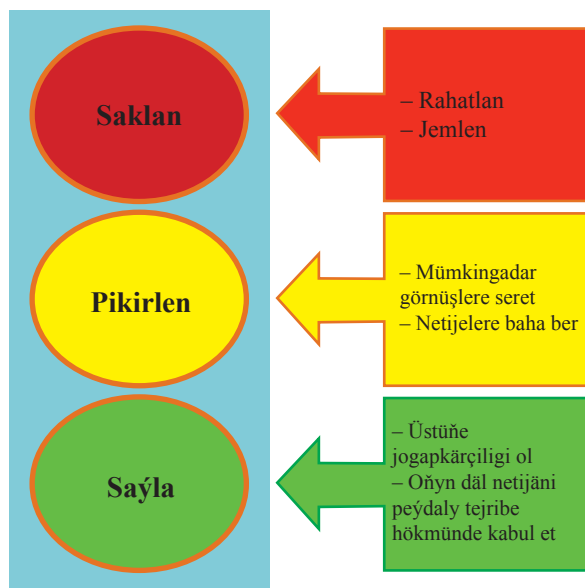 Saklan
– Rahatlan
– Jemlen
Pikirlen
– Mümkingadar
görnüşlere seret
– Netijelere baha ber
Saýla
– Üstüňe
jogapkärçiligi ol
– Oňyn däl netijäni
peýdaly tejribe
hökmünde kabul et